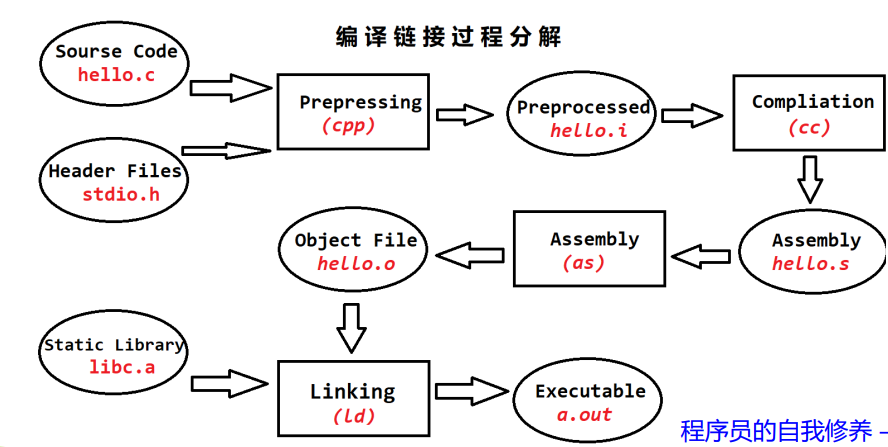 编译链接过程分解
Sourse Code
hello.c
Prepressing
(cpp)
Preprocessed
hello.i
Compliation
(cc)
Header Files
stdio.h
Object File
hello.o
Assembly
(as)
Assembly
hello.s
Static Library
libc.a
Linking
(ld)
Executable
a.out
程序员的自我修养 –